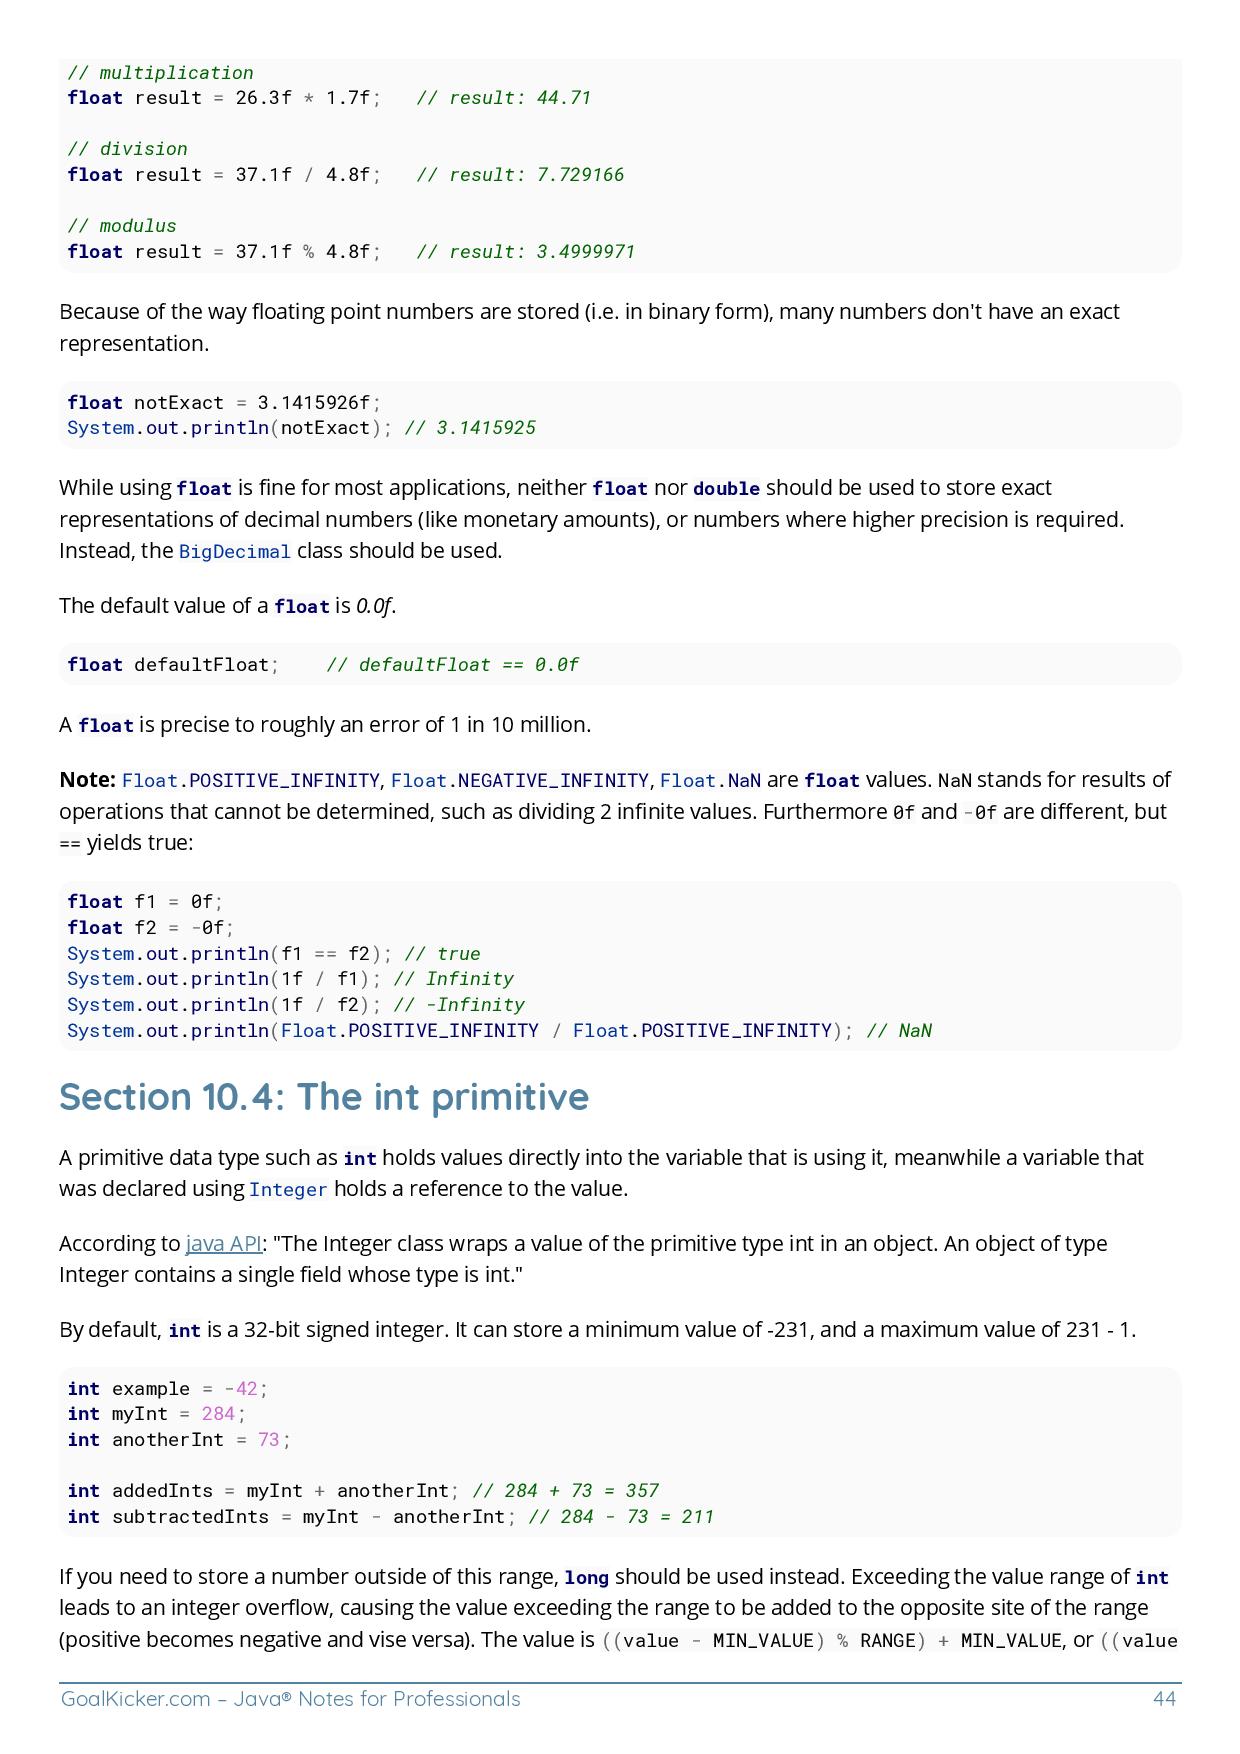 // multiplication
float result = 26.3f * 1.7f;   // result: 44.71
// division
float result = 37.1f / 4.8f;   // result: 7.729166
// modulus
float result = 37.1f % 4.8f;   // result: 3.4999971
Because of the way floating point numbers are stored (i.e. in binary form), many numbers don't have an exact
representation.
float notExact = 3.1415926f;
System.out.println(notExact); // 3.1415925
While using float is fine for most applications, neither float nor double should be used to store exact
representations of decimal numbers (like monetary amounts), or numbers where higher precision is required.
Instead, the BigDecimal class should be used.
The default value of a float is 0.0f.
float defaultFloat;    // defaultFloat == 0.0f
A float is precise to roughly an error of 1 in 10 million.
Note: Float.POSITIVE_INFINITY, Float.NEGATIVE_INFINITY, Float.NaN are float values. NaN stands for results of
operations that cannot be determined, such as dividing 2 infinite values. Furthermore 0f and -0f are different, but
== yields true:
float f1 = 0f;
float f2 = -0f;
System.out.println(f1 == f2); // true
System.out.println(1f / f1); // Infinity
System.out.println(1f / f2); // -Infinity
System.out.println(Float.POSITIVE_INFINITY / Float.POSITIVE_INFINITY); // NaN
Section 10.4: The int primitive
A primitive data type such as int holds values directly into the variable that is using it, meanwhile a variable that
was declared using Integer holds a reference to the value.
According to java API: "The Integer class wraps a value of the primitive type int in an object. An object of type
Integer contains a single field whose type is int."
By default, int is a 32-bit signed integer. It can store a minimum value of -231, and a maximum value of 231 - 1.
int example = -42;
int myInt = 284;
int anotherInt = 73;
int addedInts = myInt + anotherInt; // 284 + 73 = 357
int subtractedInts = myInt - anotherInt; // 284 - 73 = 211
If you need to store a number outside of this range, long should be used instead. Exceeding the value range of int
leads to an integer overflow, causing the value exceeding the range to be added to the opposite site of the range
(positive becomes negative and vise versa). The value is ((value - MIN_VALUE) % RANGE) + MIN_VALUE, or ((value
GoalKicker.com – Java® Notes for Professionals
44